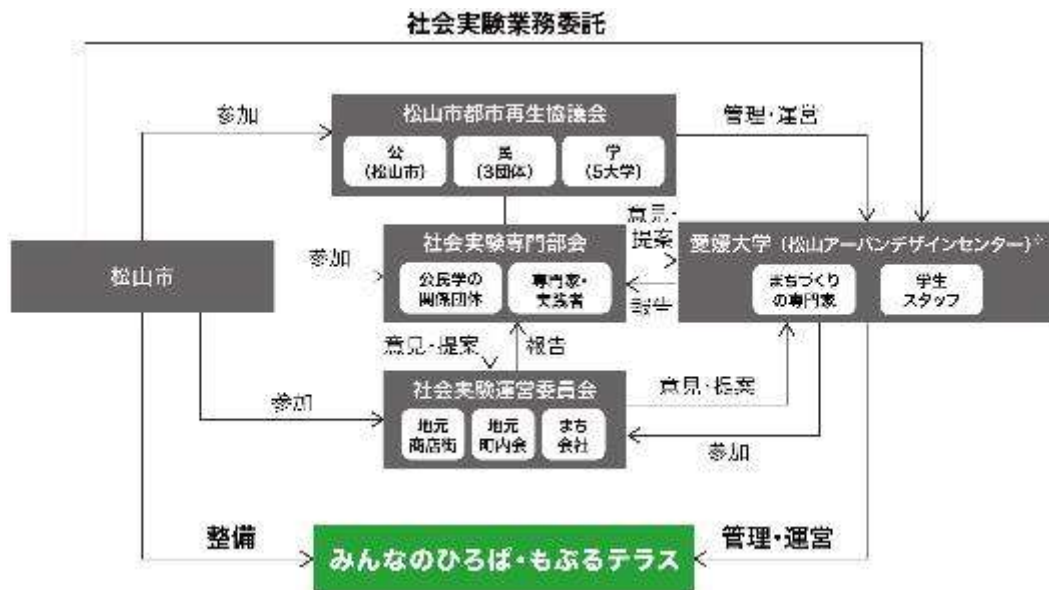 社会実験業務委託
参加
松山市都市再生協議会
管理・運営
公
(松山市)
民
(3団体)
学
(5大学)
意見・
提案
松山市
参加
社会実験専門部会
公民学の
関係団体
専門家・
実践者
報告
愛媛大学(松山アーバンデザインセンター)
まちづくり
の専門家
学生
スタッフ
意見・提案
報告
参加
社会実験運営委員会
地元
商店街
地元
町内会
まち
会社
意見・提案
参加
整備
みんなのひろば・もぶるテラス
管理・運営